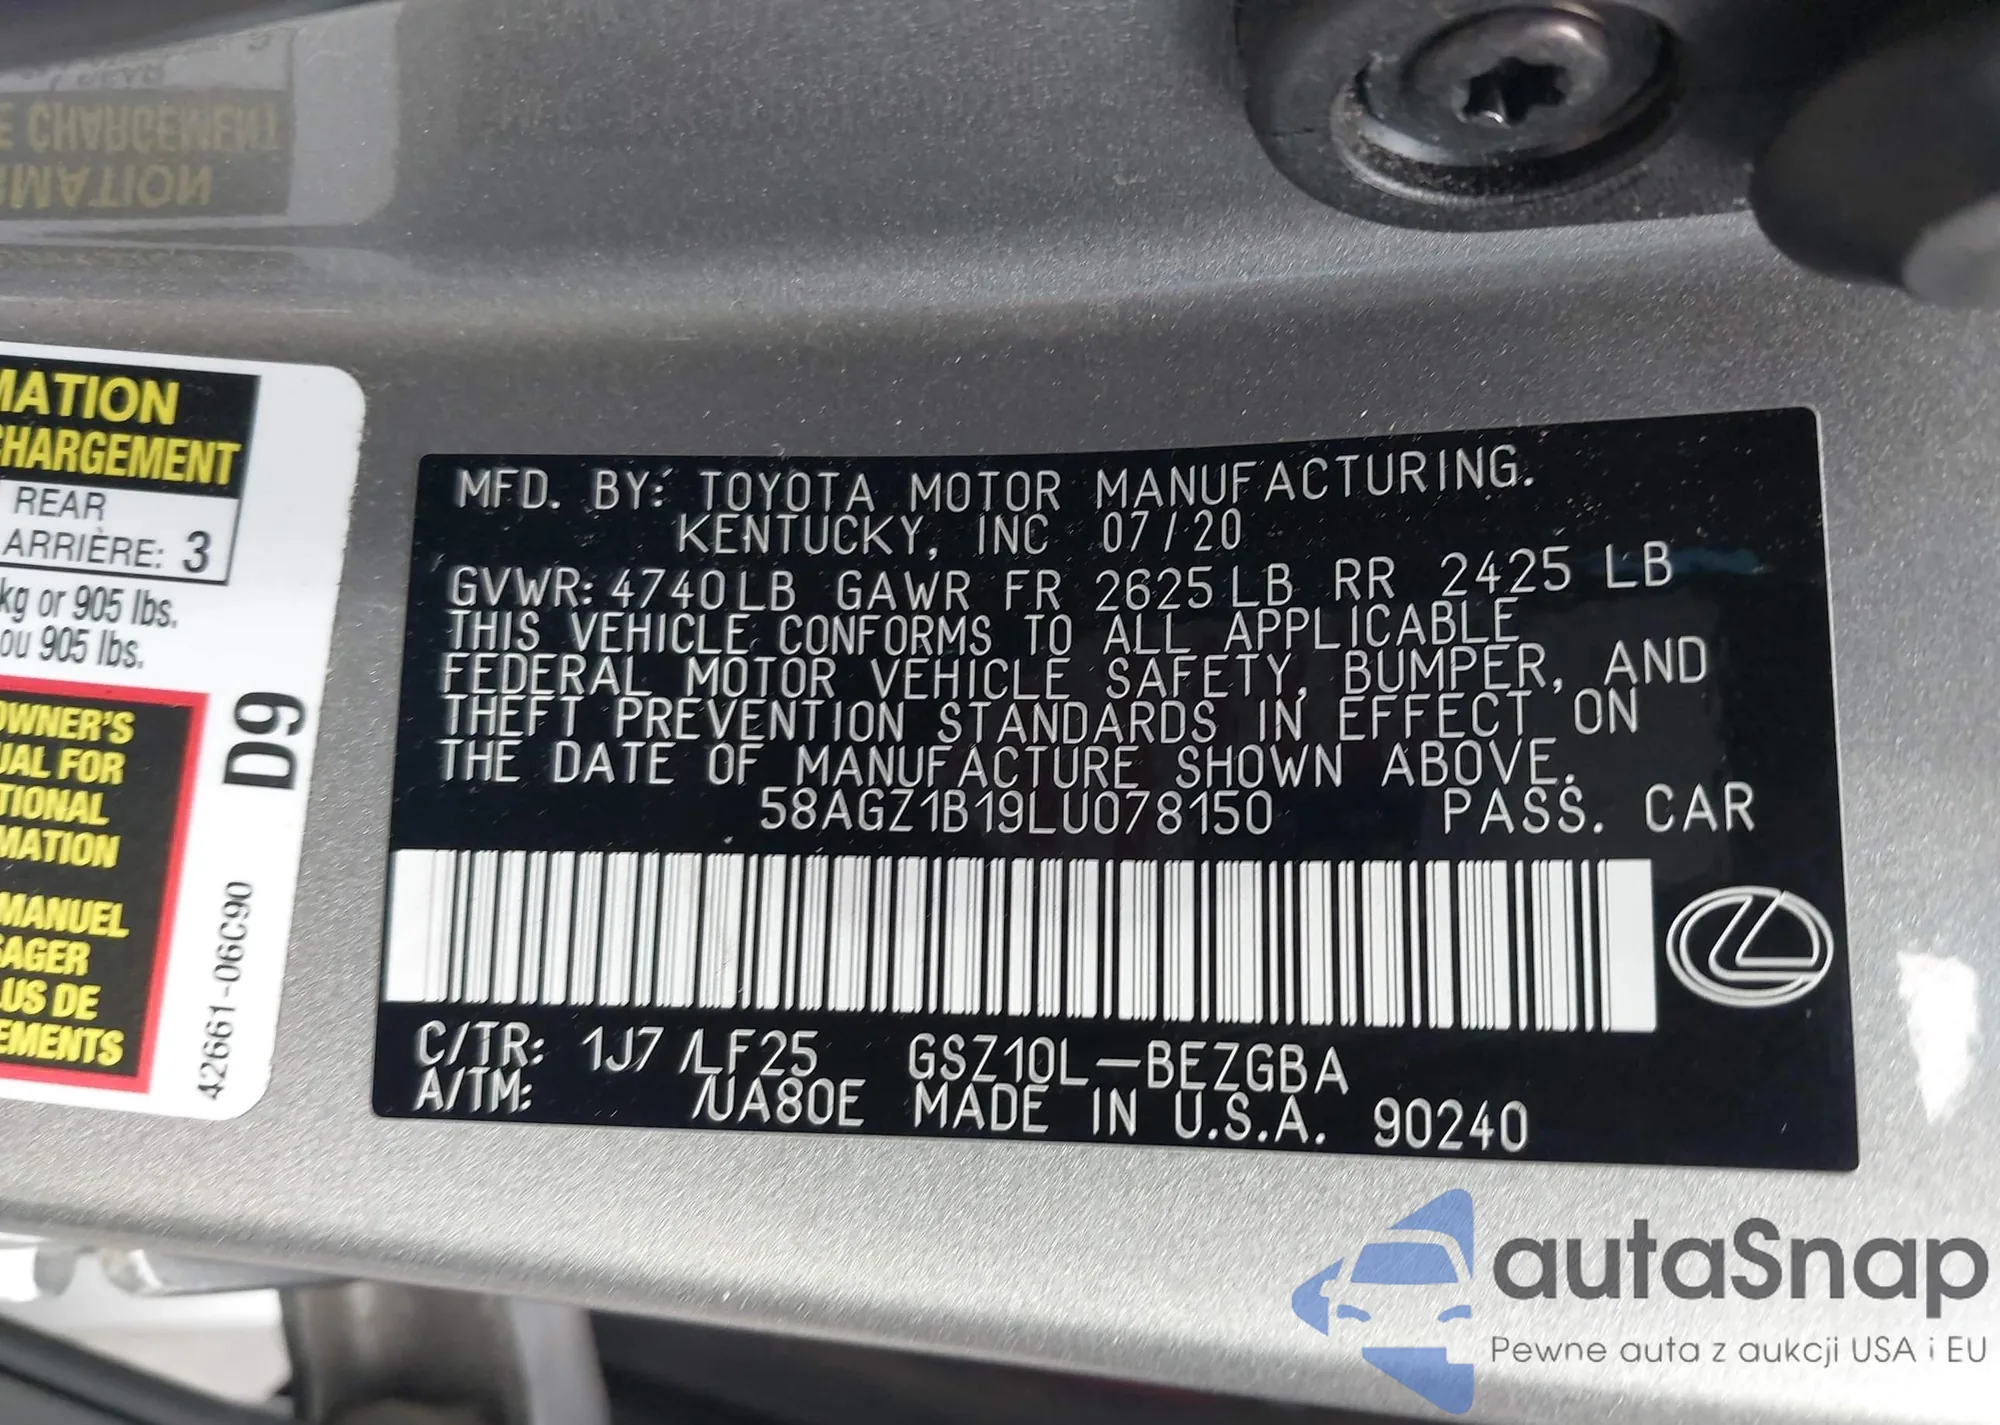 MATION
CHARGEMENT
REAR
ARRIÈRE: 3
kg or 905 lbs.
ou 905 lbs.
OWNER'S
UAL FOR
TIONAL
MATION
MANUEL
SAGER
LUS DE
EMENTS
D9
42661-06C90
MFD. BY: TOYOTA MOTOR MANUFACTURING.
KENTUCKY, INC 07/20
GVWR: 4740LB GAWR FR 2625LB RR 2425 LB
THIS VEHICLE CONFORMS TO ALL APPLICABLE
FEDERAL MOTOR VEHICLE SAFETY, BUMPER, AND
THEFT PREVENTION STANDARDS IN EFFECT ON
THE DATE OF MANUFACTURE SHOWN ABOVE.
58AGZ1B19LU078150 PASS. CAR
C/TR: 1J7 /LF25 GSZ10L-BEZGBA
A/TM: /UA80E MADE IN U.S.A. 90240
autaSnap
Pewne auta z aukcji USA i EU